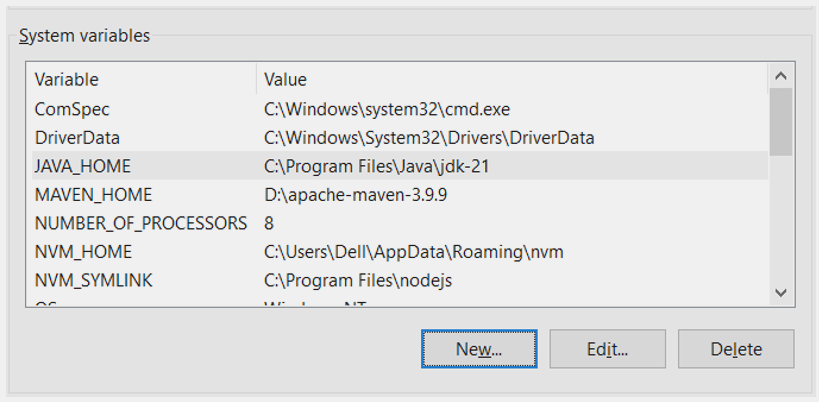 System variables
Variable Value
ComSpec C:\Windows\system32\cmd.exe
DriverData C:\Windows\System32\Drivers\DriverData
JAVA_HOME C:\Program Files\Java\jdk-21
MAVEN_HOME D:\apache-maven-3.9.9
NUMBER_OF_PROCESSORS 8
NVM_HOME C:\Users\Dell\AppData\Roaming\nvm
NVM_SYMLINK C:\Program Files\nodejs
OS Windows_NT
New... Edit... Delete